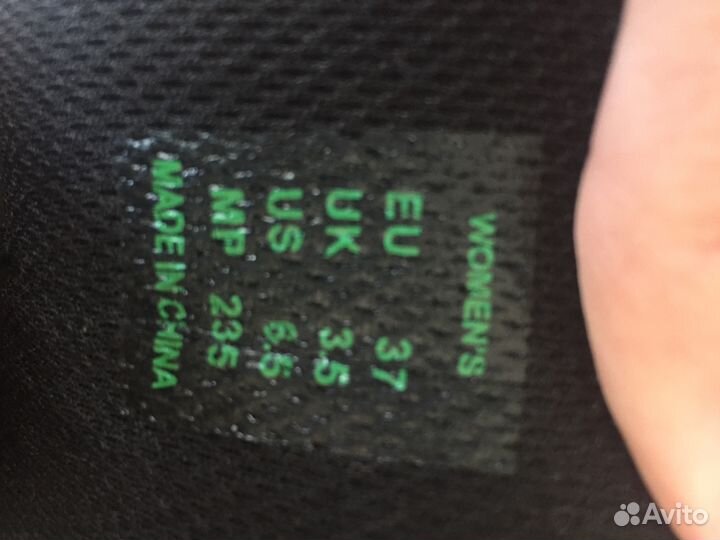 WOMEN'S
EU 37
UK 3.5
US 6.5
MP 235
MADE IN CHINA
Avito